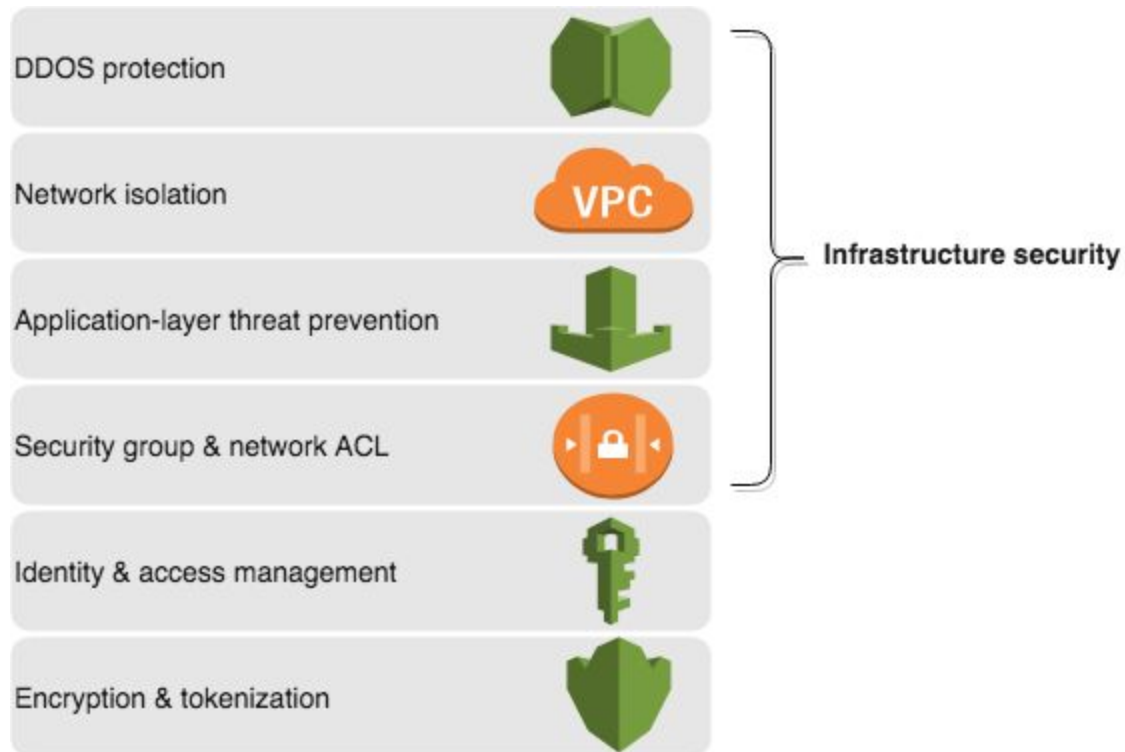 DDOS protection
Network isolation
VPC
Application-layer threat prevention
Security group & network ACL
Identity & access management
Encryption & tokenization
Infrastructure security